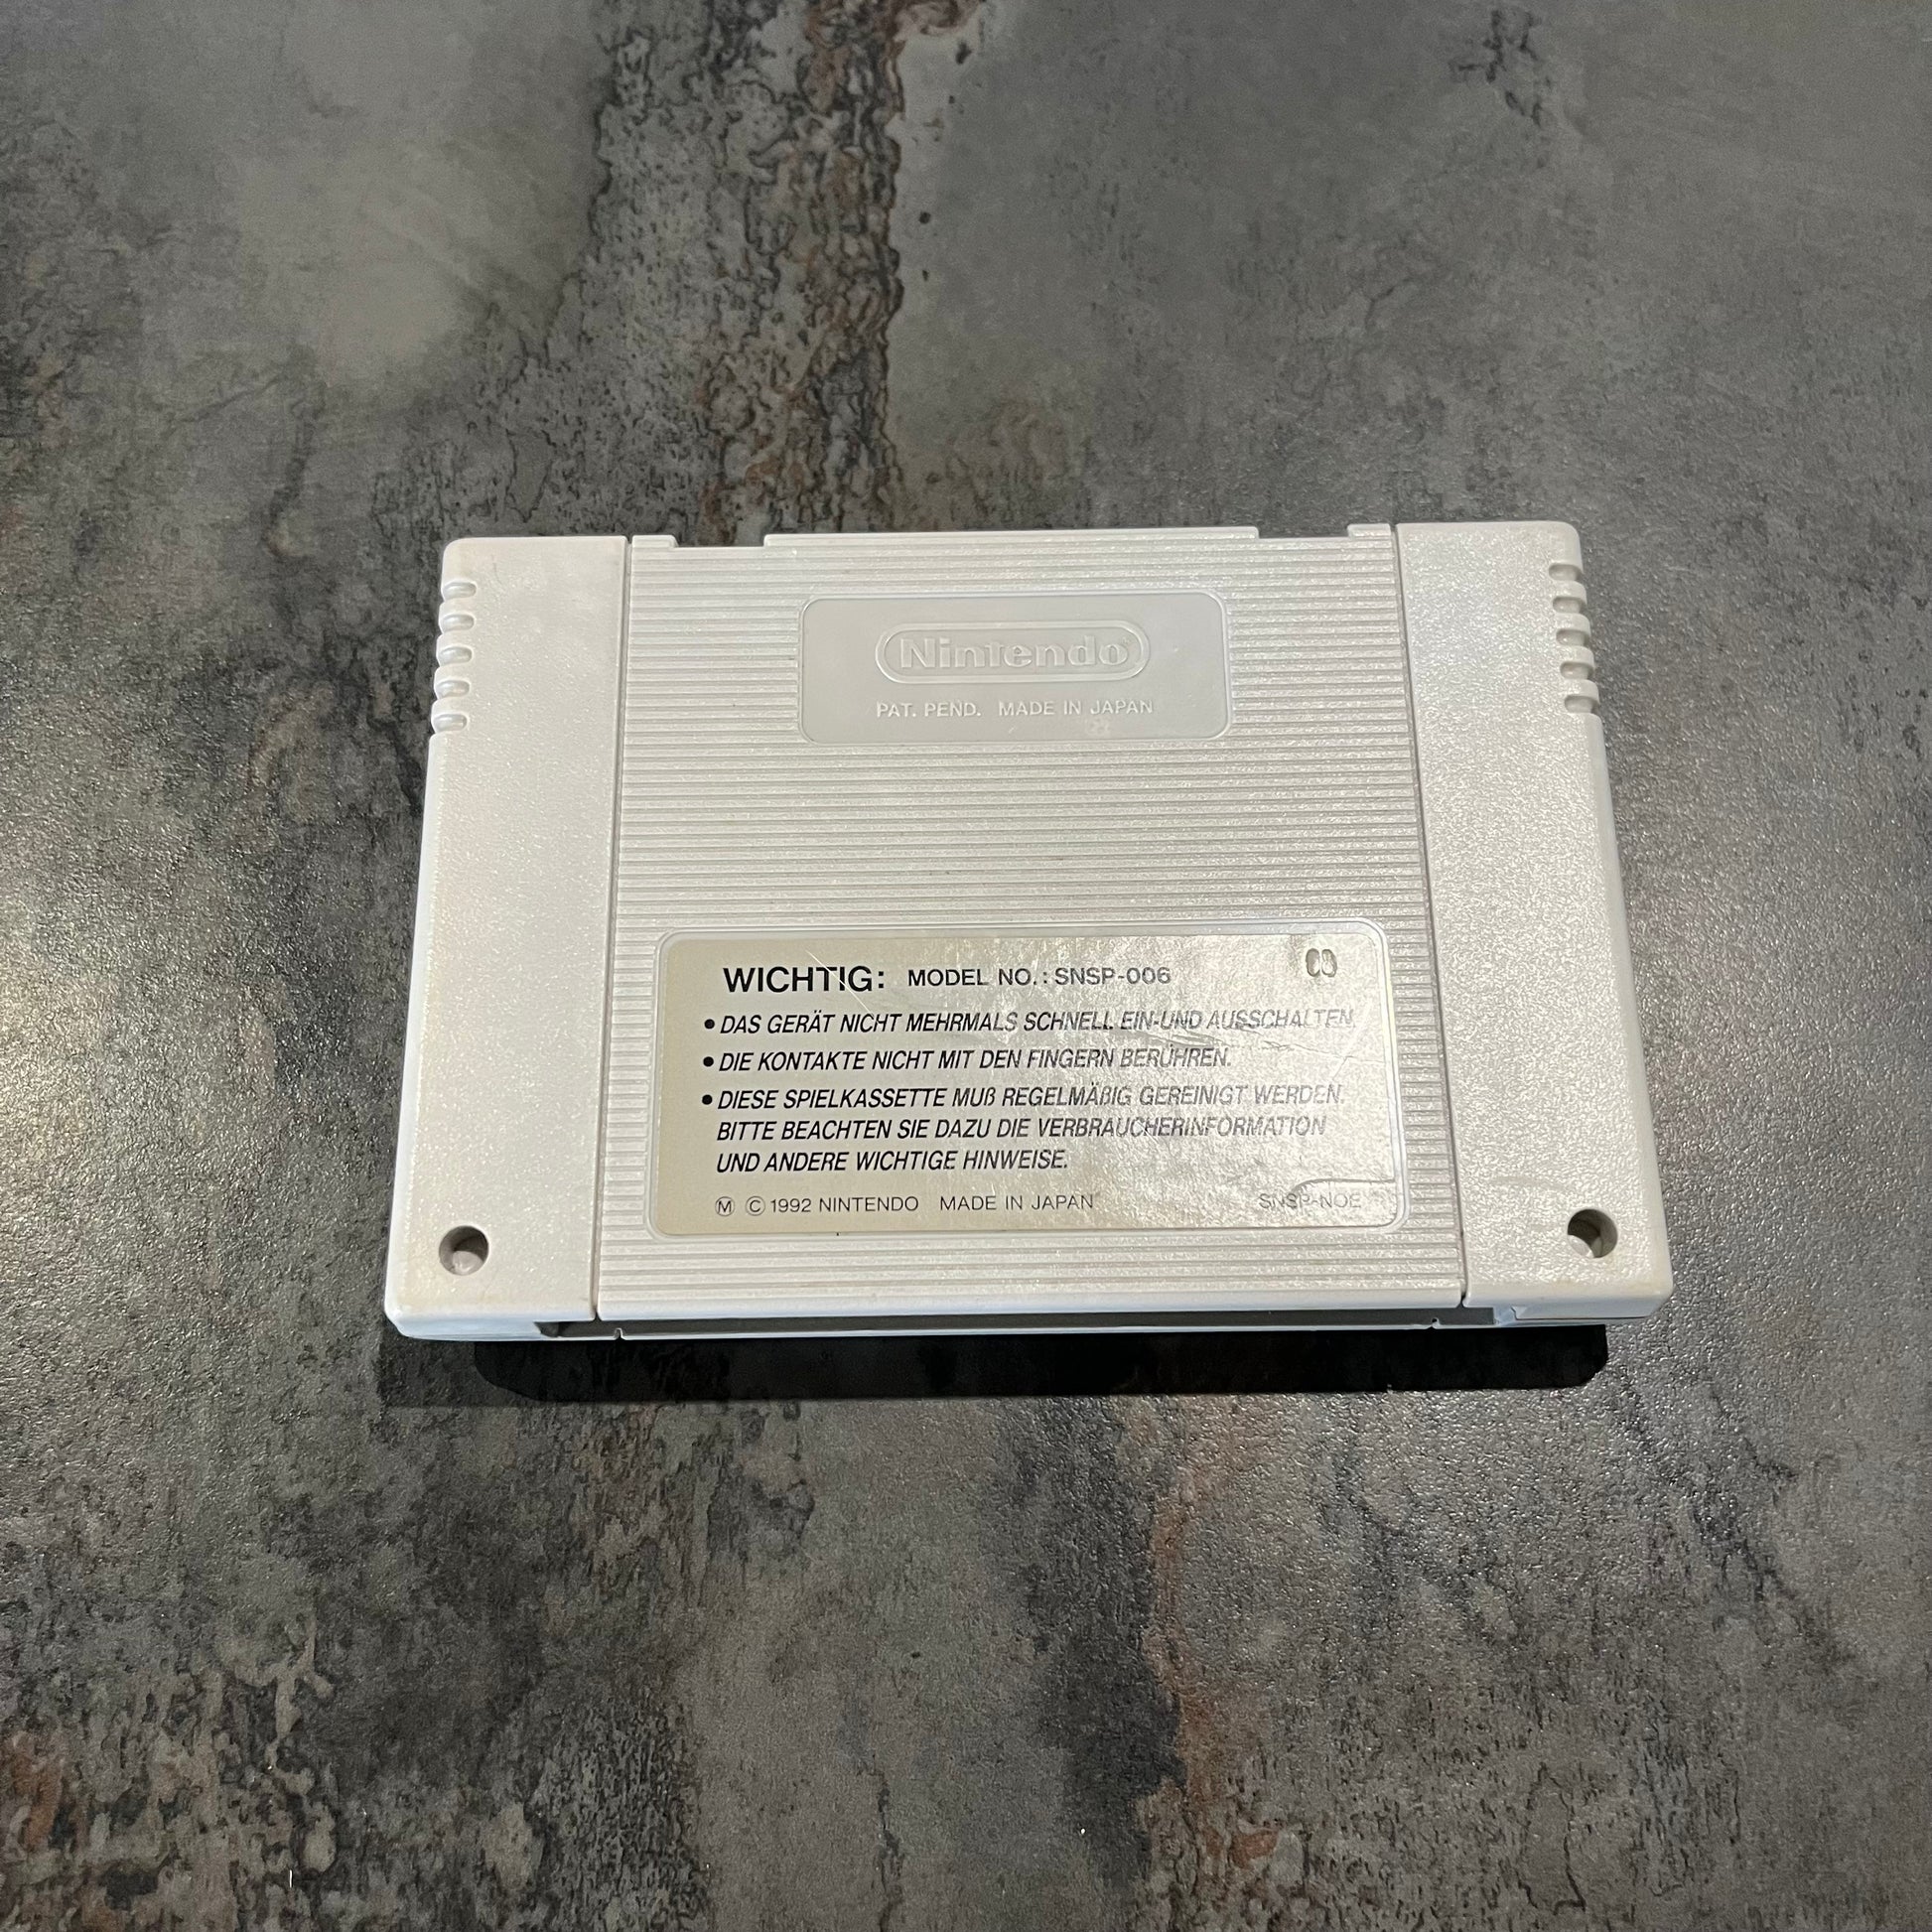 Nintendo®
PAT. PEND. MADE IN JAPAN
WICHTIG: MODEL NO.: SNSP-006
• DAS GERÄT NICHT MEHRMALS SCHNELL EIN-UND AUSSCHALTEN.
• DIE KONTAKTE NICHT MIT DEN FINGERN BERÜHREN.
• DIESE SPIELKASSETTE MUß REGELMÄßIG GEREINIGT WERDEN.
BITTE BEACHTEN SIE DAZU DIE VERBRAUCHERINFORMATION
UND ANDERE WICHTIGE HINWEISE.
Ⓜ © 1992 NINTENDO MADE IN JAPAN SNSP-NOE